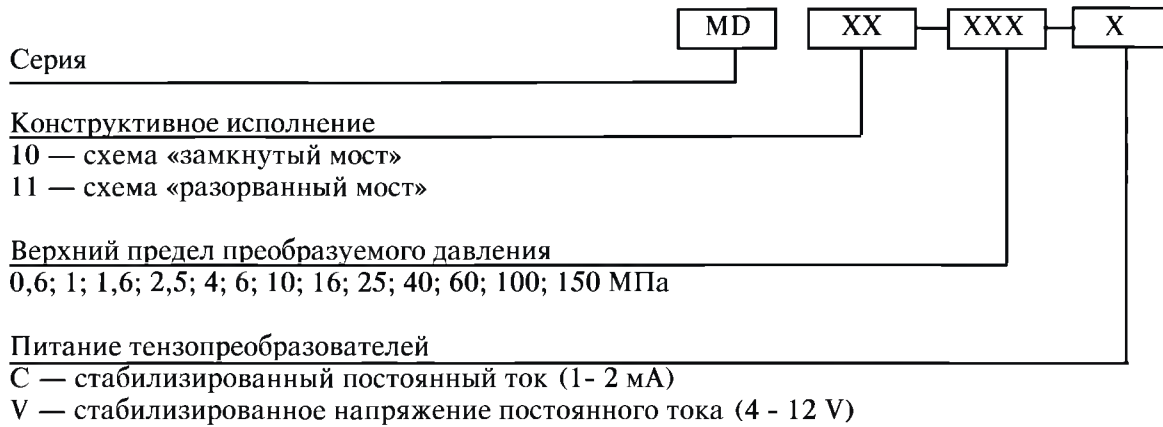 MD XX XXX X
Серия
Конструктивное исполнение
10 — схема «замкнутый мост»
11 — схема «разорванный мост»
Верхний предел преобразуемого давления
0,6; 1; 1,6; 2,5; 4; 6; 10; 16; 25; 40; 60; 100; 150 МПа
Питание тензопреобразователей
С — стабилизированный постоянный ток (1- 2 мА)
V — стабилизированное напряжение постоянного тока (4 - 12 V)